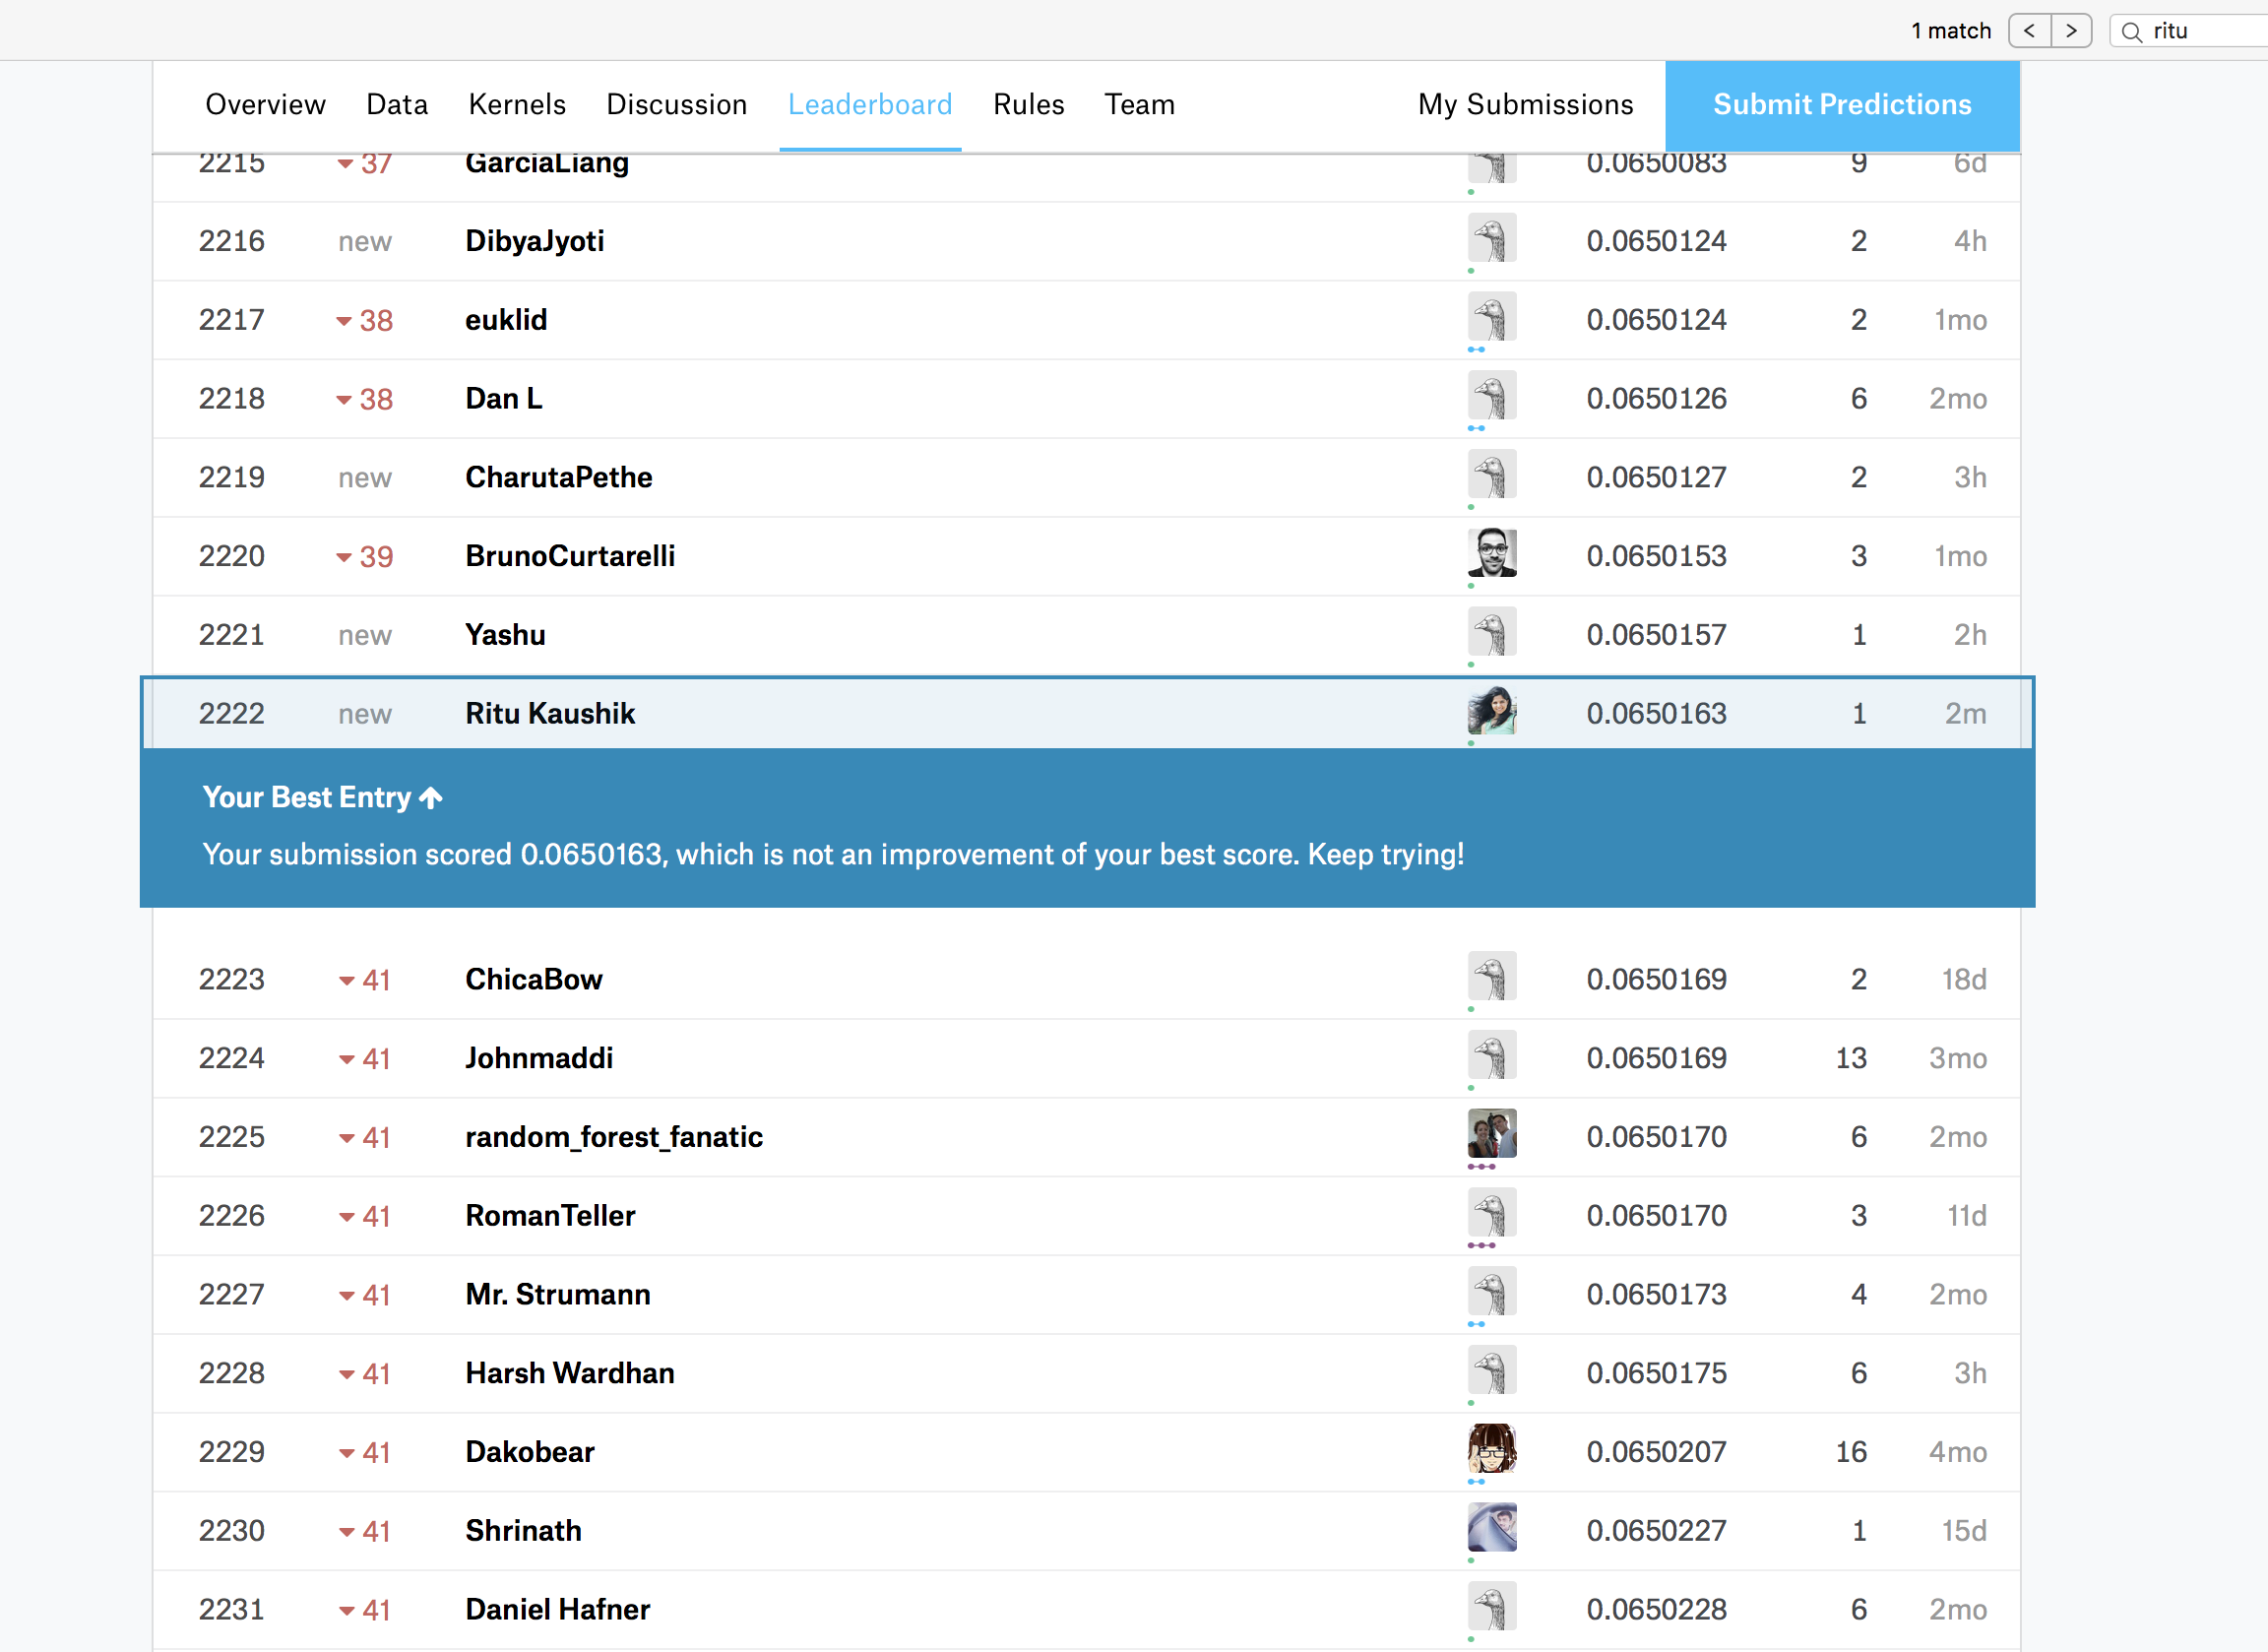 1 match < > ritu
Overview Data Kernels Discussion Leaderboard Rules Team My Submissions Submit Predictions
2215 37 GarciaLiang 0.0650083 9 6d
2216 new DibyaJyoti 0.0650124 2 4h
2217 38 euklid 0.0650124 2 1mo
2218 38 Dan L 0.0650126 6 2mo
2219 new CharutaPethe 0.0650127 2 3h
2220 39 BrunoCurtarelli 0.0650153 3 1mo
2221 new Yashu 0.0650157 1 2h
2222 new Ritu Kaushik 0.0650163 1 2m
Your Best Entry
Your submission scored 0.0650163, which is not an improvement of your best score. Keep trying!
2223 41 ChicaBow 0.0650169 2 18d
2224 41 Johnmaddi 0.0650169 13 3mo
2225 41 random_forest_fanatic 0.0650170 6 2mo
2226 41 RomanTeller 0.0650170 3 11d
2227 41 Mr. Strumann 0.0650173 4 2mo
2228 41 Harsh Wardhan 0.0650175 6 3h
2229 41 Dakobear 0.0650207 16 4mo
2230 41 Shrinath 0.0650227 1 15d
2231 41 Daniel Hafner 0.0650228 6 2mo